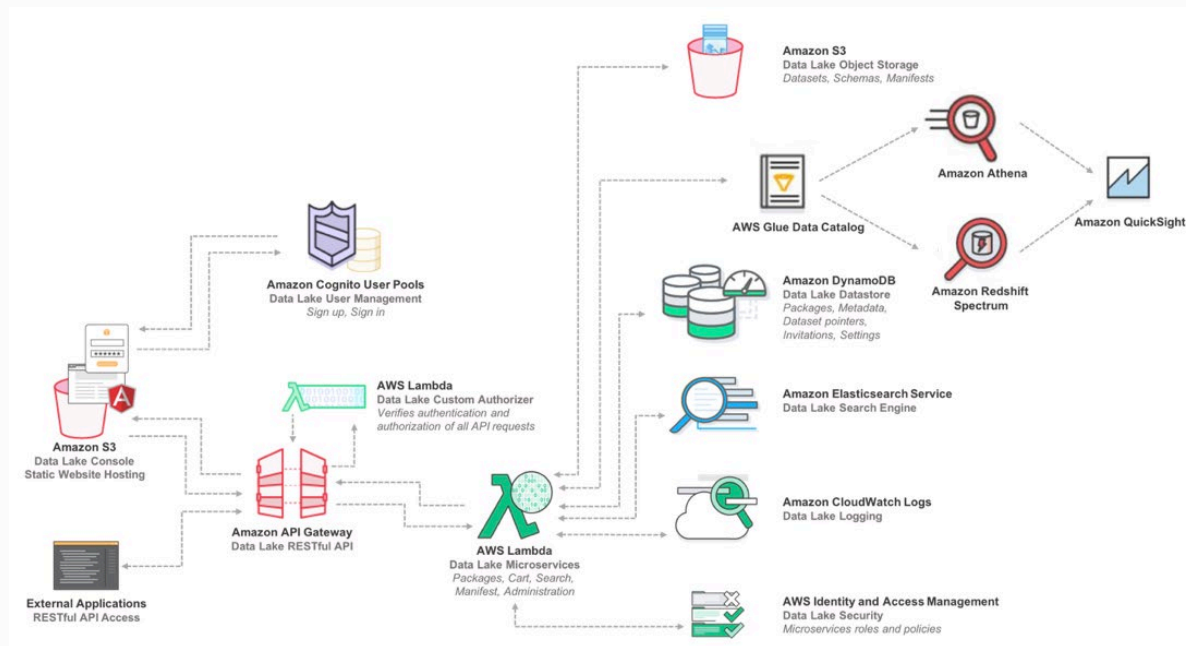 Amazon S3
Data Lake Object Storage
Datasets, Schemas, Manifests
Amazon Athena
AWS Glue Data Catalog
Amazon QuickSight
Amazon Redshift
Spectrum
Amazon Cognito User Pools
Data Lake User Management
Sign up, Sign in
Amazon DynamoDB
Data Lake Datastore
Packages, Metadata,
Dataset pointers,
Invitations, Settings
AWS Lambda
Data Lake Custom Authorizer
Verifies authentication and
authorization of all API requests
Amazon Elasticsearch Service
Data Lake Search Engine
Amazon S3
Data Lake Console
Static Website Hosting
Amazon API Gateway
Data Lake RESTful API
AWS Lambda
Data Lake Microservices
Packages, Cart, Search,
Manifest, Administration
Amazon CloudWatch Logs
Data Lake Logging
External Applications
RESTful API Access
AWS Identity and Access Management
Data Lake Security
Microservices roles and policies